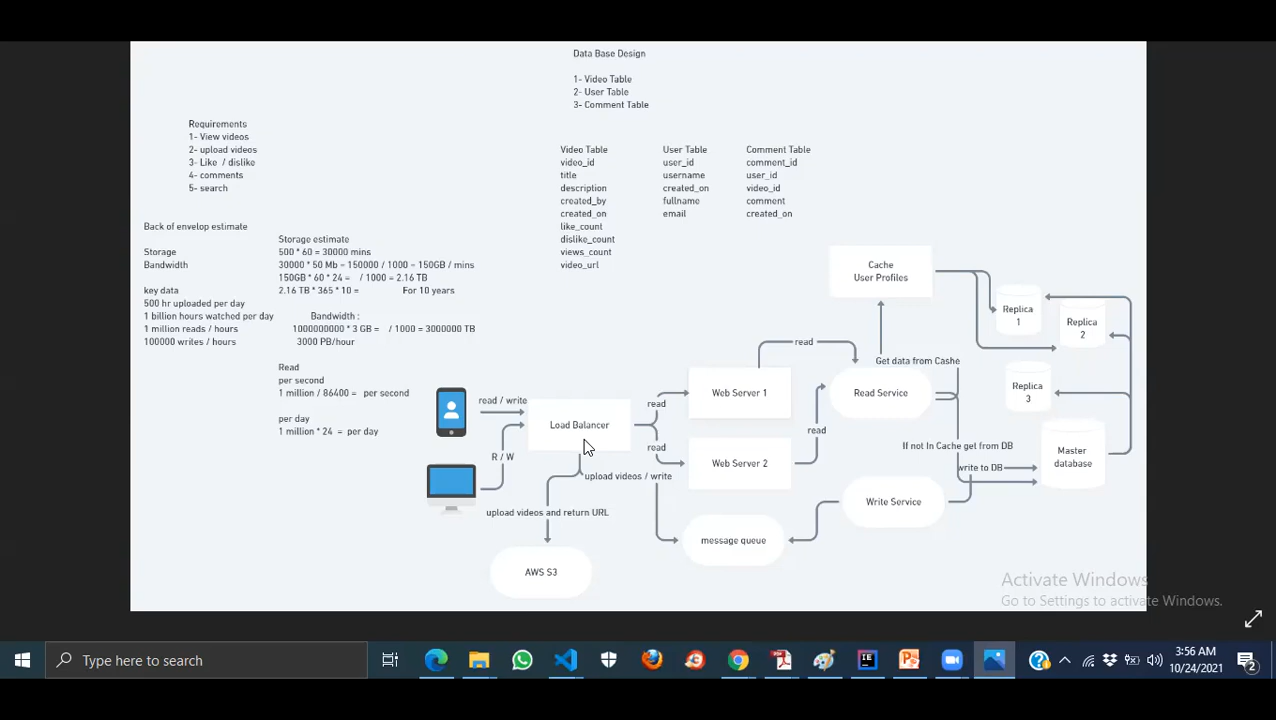 Data Base Design
1- Video Table
2- User Table
3- Comment Table
Requirements
1- View videos
2- upload videos
3- Like / dislike
4- comments
5- search
Video Table
video_id
title
description
created_by
created_on
like_count
dislike_count
views_count
video_url
User Table
user_id
username
created_on
fullname
email
Comment Table
comment_id
user_id
video_id
comment
created_on
Back of envelop estimate
Storage
Bandwidth
key data
500 hr uploaded per day
1 billion hours watched per day
1 million reads / hours
100000 writes / hours
Storage estimate
500 * 60 = 30000 mins
30000 * 50 Mb = 150000 / 1000 = 150GB / mins
150GB * 60 * 24 = / 1000 = 2.16 TB
2.16 TB * 365 * 10 = For 10 years
Bandwidth :
1000000000 * 3 GB = / 1000 = 3000000 TB
3000 PB/hour
Read
per second
1 million / 86400 = per second
per day
1 million * 24 = per day
Cache
User Profiles
Replica
1
Replica
2
Replica
3
read
Get data from Cashe
read / write
Load Balancer
read
Web Server 1
Read Service
read
read
R / W
Web Server 2
If not In Cache get from DB
Master
database
write to DB
upload videos / write
Write Service
upload videos and return URL
message queue
AWS S3
Activate Windows
Go to Settings to activate Windows.
Type here to search
3:56 AM
10/24/2021
2